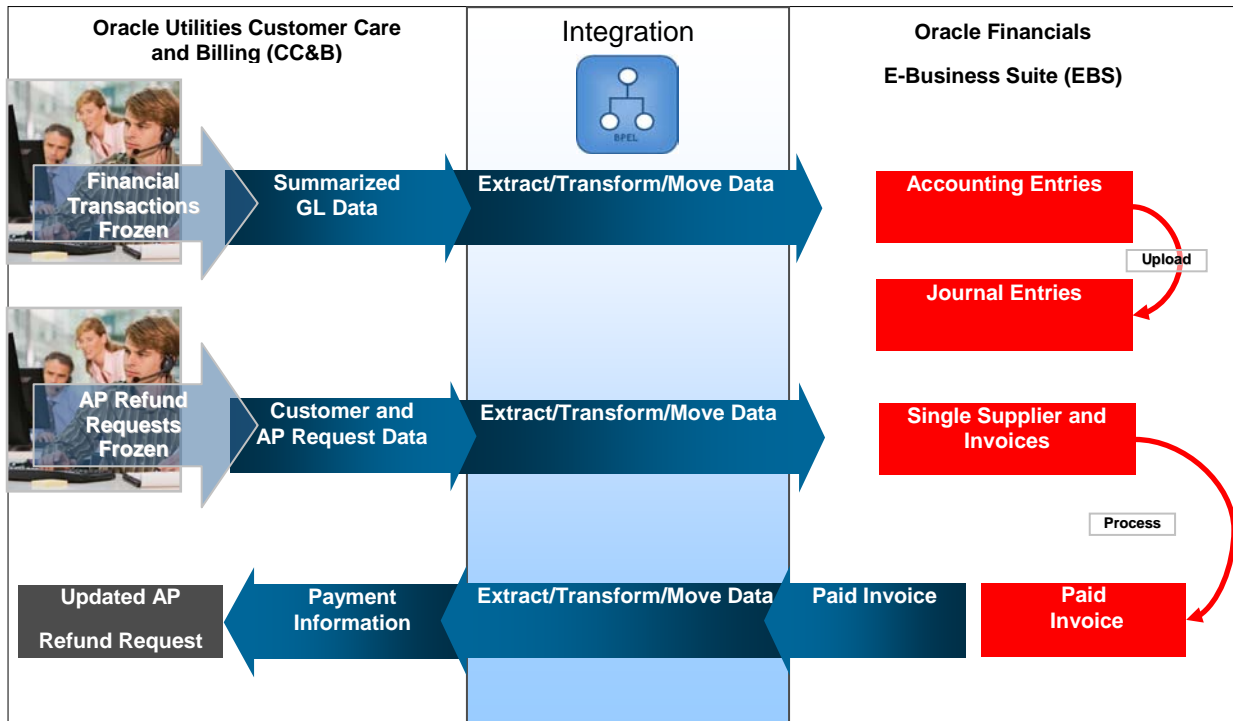 Oracle Utilities Customer Care
and Billing (CC&B)
Integration
BPEL
Oracle Financials
E-Business Suite (EBS)
Financial
Transactions
Frozen
Summarized
GL Data
Extract/Transform/Move Data
Accounting Entries
Upload
Journal Entries
AP Refund
Requests
Frozen
Customer and
AP Request Data
Extract/Transform/Move Data
Single Supplier and
Invoices
Process
Updated AP
Refund Request
Payment
Information
Extract/Transform/Move Data
Paid Invoice
Paid
Invoice